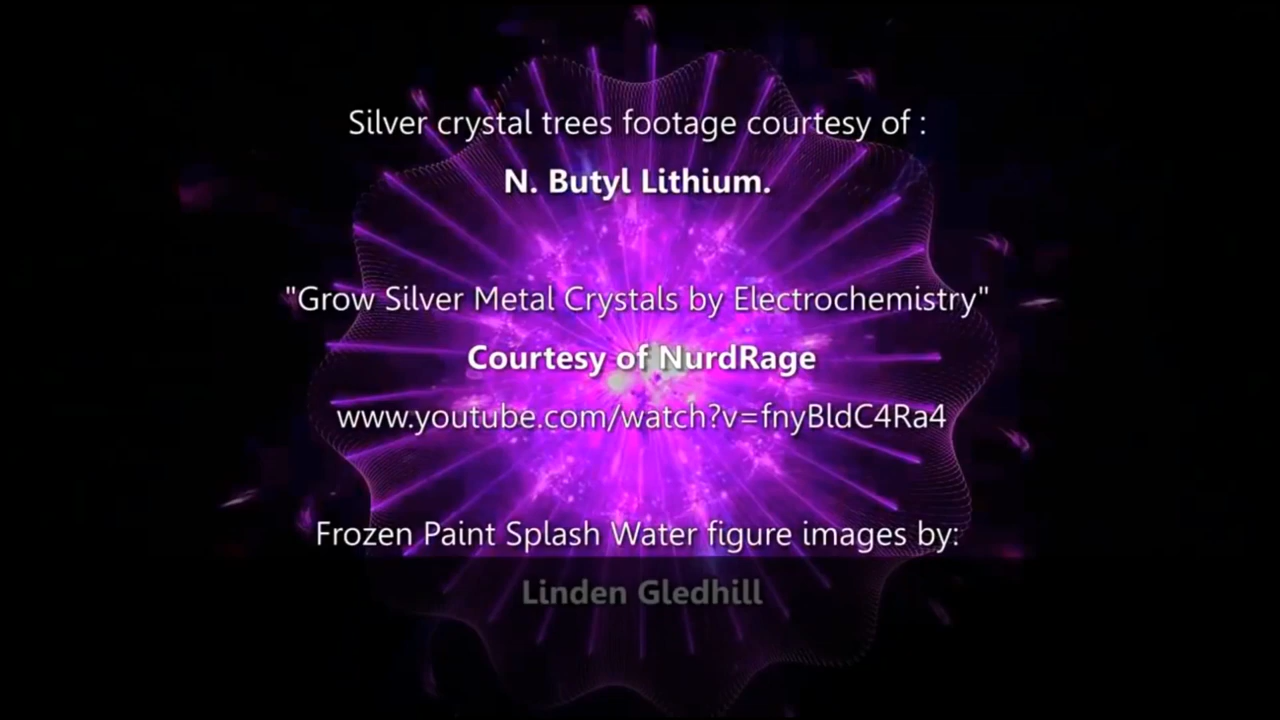 Silver crystal trees footage courtesy of :
N. Butyl Lithium.
"Grow Silver Metal Crystals by Electrochemistry"
Courtesy of NurdRage
www.youtube.com/watch?v=fnyBldC4Ra4
Frozen Paint Splash Water figure images by:
Linden Gledhill